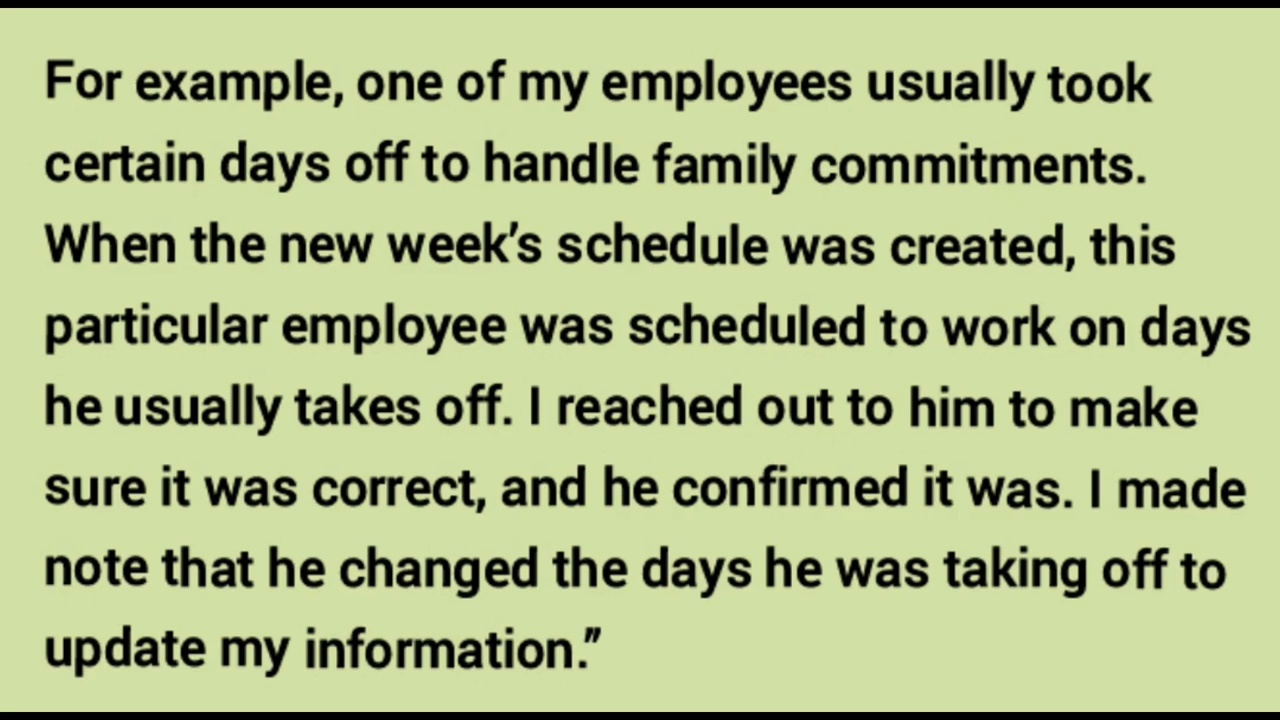 For example, one of my employees usually took
certain days off to handle family commitments.
When the new week’s schedule was created, this
particular employee was scheduled to work on days
he usually takes off. I reached out to him to make
sure it was correct, and he confirmed it was. I made
note that he changed the days he was taking off to
update my information.”